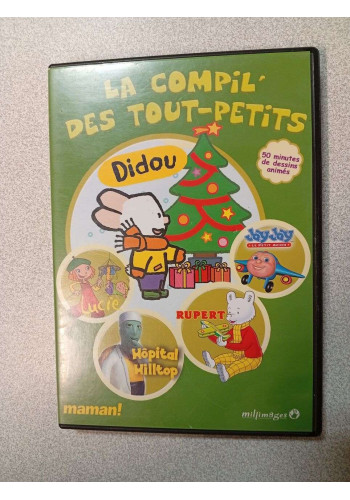 LA COMPIL'
DES TOUT-PETITS
Didou
50 minutes
de dessins
animés
Jay Jay
Lucie
RUPERT
Hôpital
Hilltop
maman!
millimages